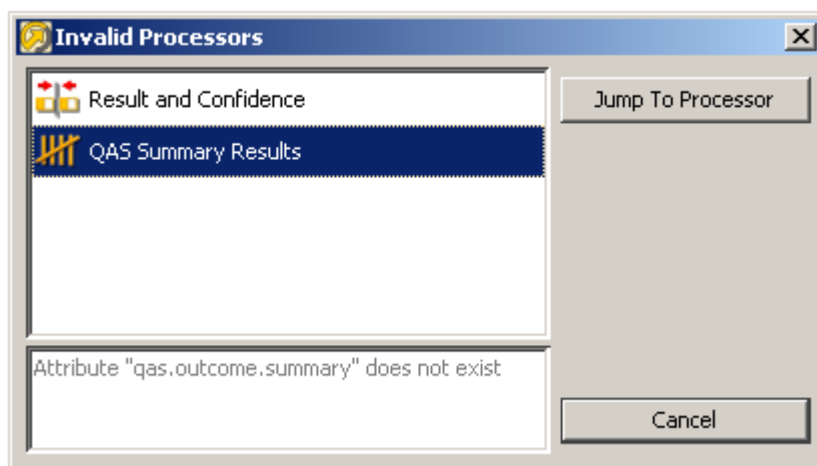 Invalid Processors
Result and Confidence
Jump To Processor
QAS Summary Results
Attribute "qas.outcome.summary" does not exist
Cancel